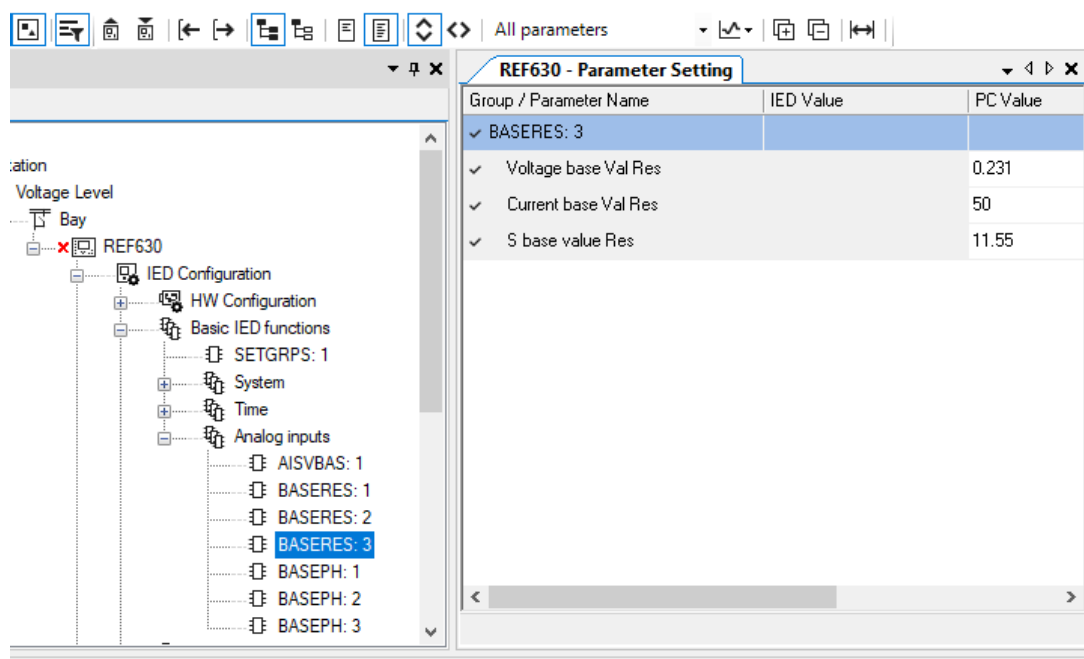 All parameters
:ation
Voltage Level
Bay
REF630
IED Configuration
HW Configuration
Basic IED functions
SETGRPS: 1
System
Time
Analog inputs
AISVBAS: 1
BASERES: 1
BASERES: 2
BASERES: 3
BASEPH: 1
BASEPH: 2
BASEPH: 3
REF630 - Parameter Setting
Group / Parameter Name IED Value PC Value
BASERES: 3
Voltage base Val Res 0.231
Current base Val Res 50
S base value Res 11.55